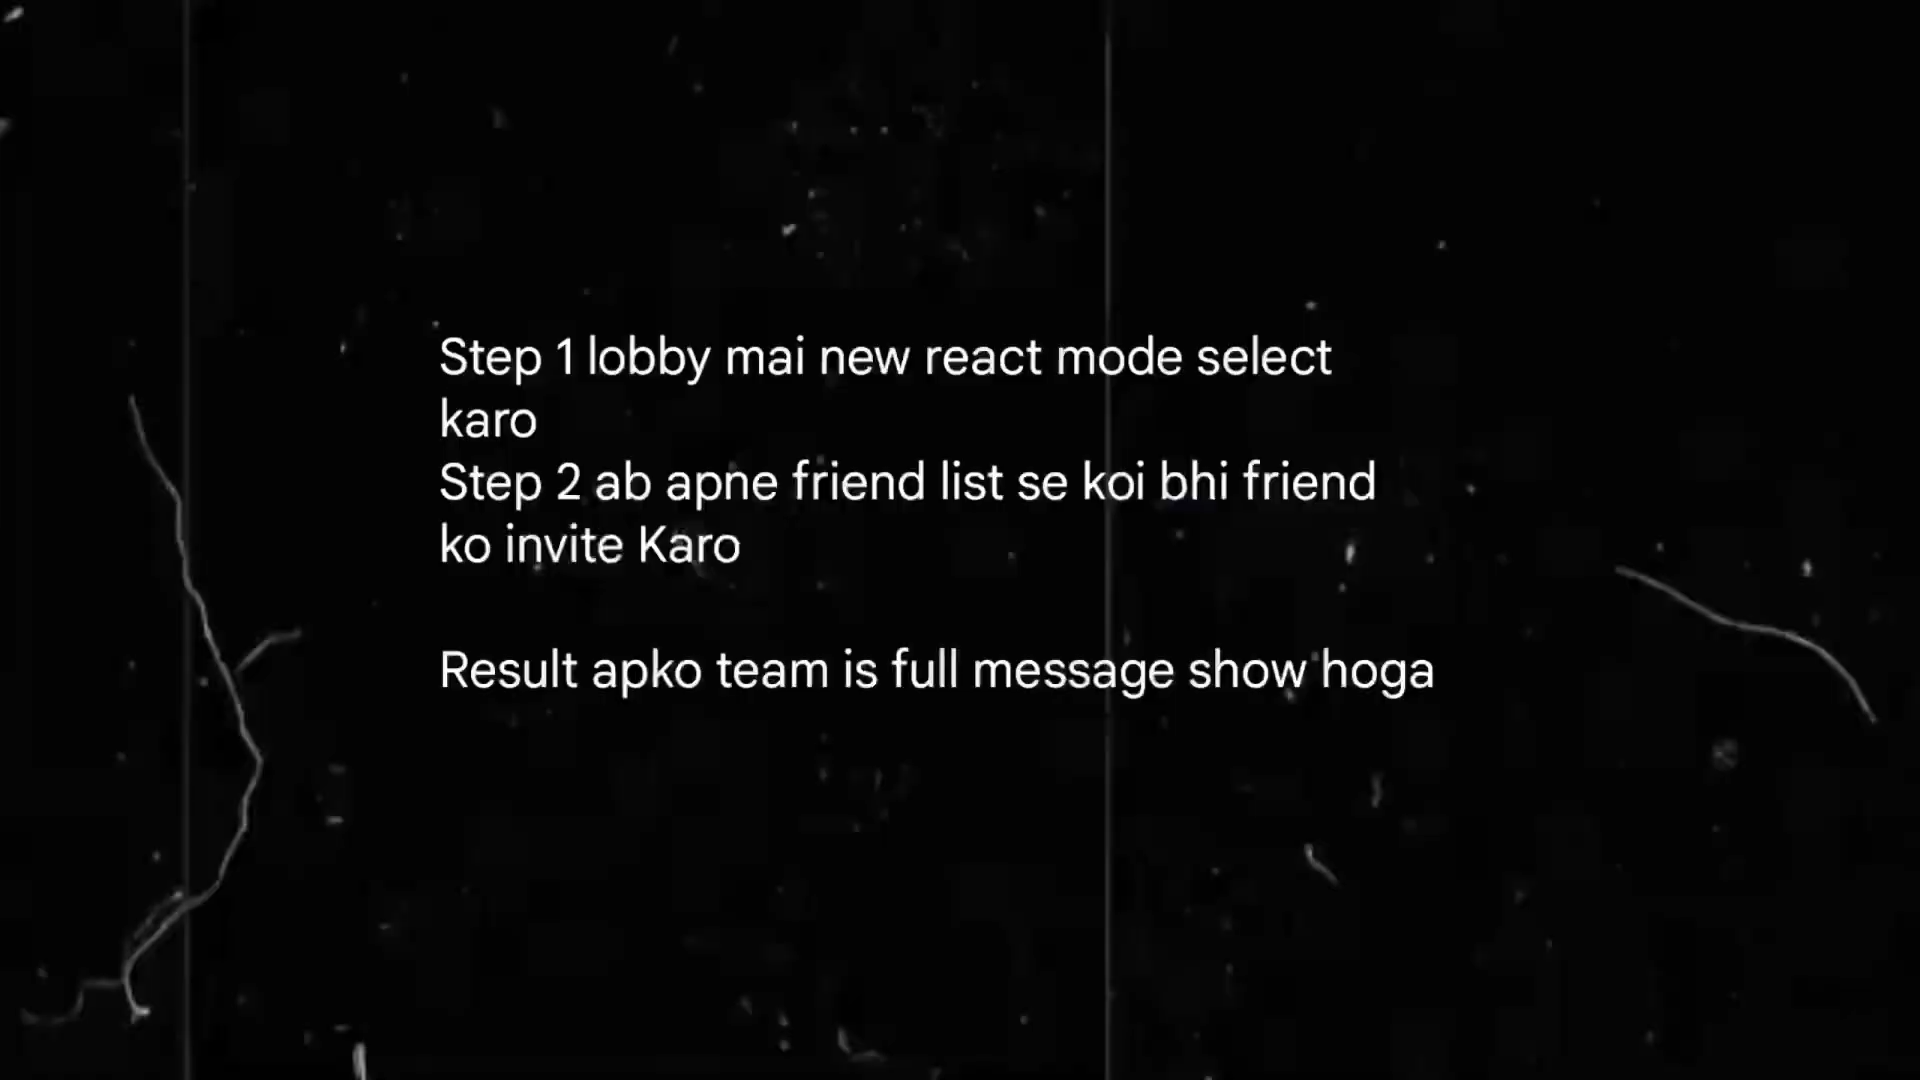 Step 1 lobby mai new react mode select
karo
Step 2 ab apne friend list se koi bhi friend
ko invite Karo
Result apko team is full message show hoga